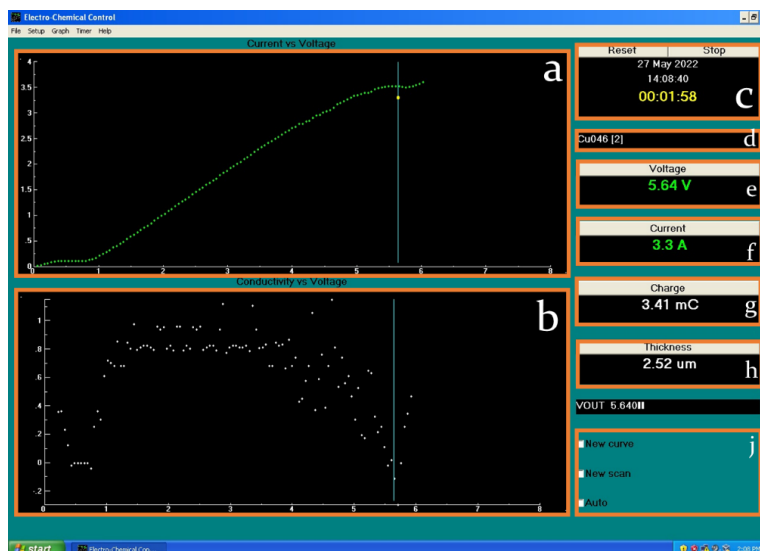 Electro-Chemical Control
File Setup Graph Timer Help
Current vs Voltage
a
4
3.5
3
2.5
2
1.5
1
.5
0
0 1 2 3 4 5 6 7 8
Conductivity vs Voltage
b
1
.8
.6
.4
.2
0
-.2
0 1 2 3 4 5 6 7 8
Reset Stop
27 May 2022
14:08:40
00:01:58
c
Cu046 [2]
d
Voltage
5.64 V
e
Current
3.3 A
f
Charge
3.41 mC
g
Thickness
2.52 um
h
VOUT 5.640
New curve
j
New scan
Auto
start
Electro-Chemical Con...
2:08 PM